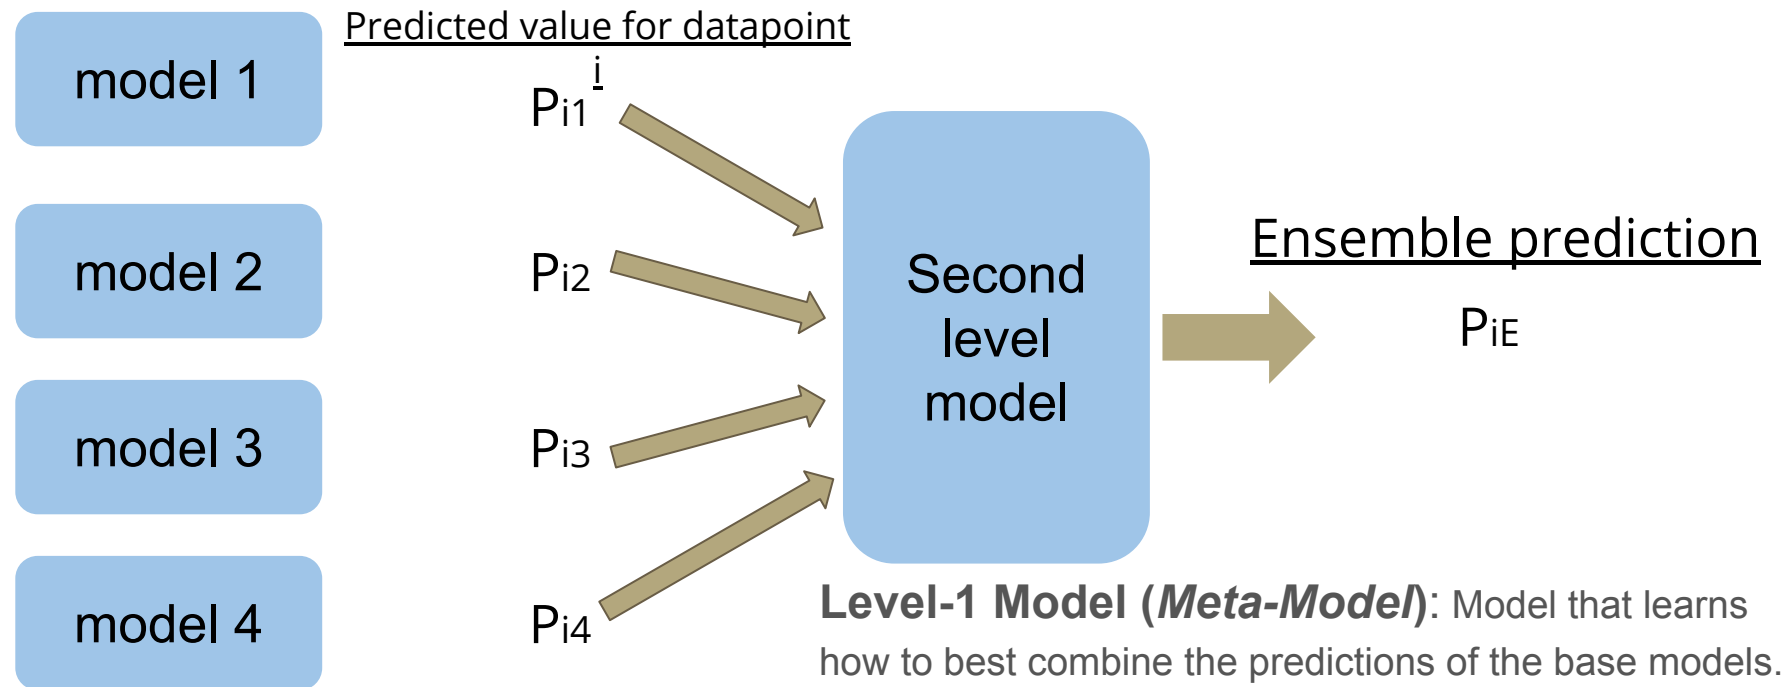 Predicted value for datapoint
i
model 1
Pi1
model 2
Pi2
model 3
Pi3
model 4
Pi4
Second
level
model
Ensemble prediction
PiE
Level-1 Model (Meta-Model): Model that learns
how to best combine the predictions of the base models.